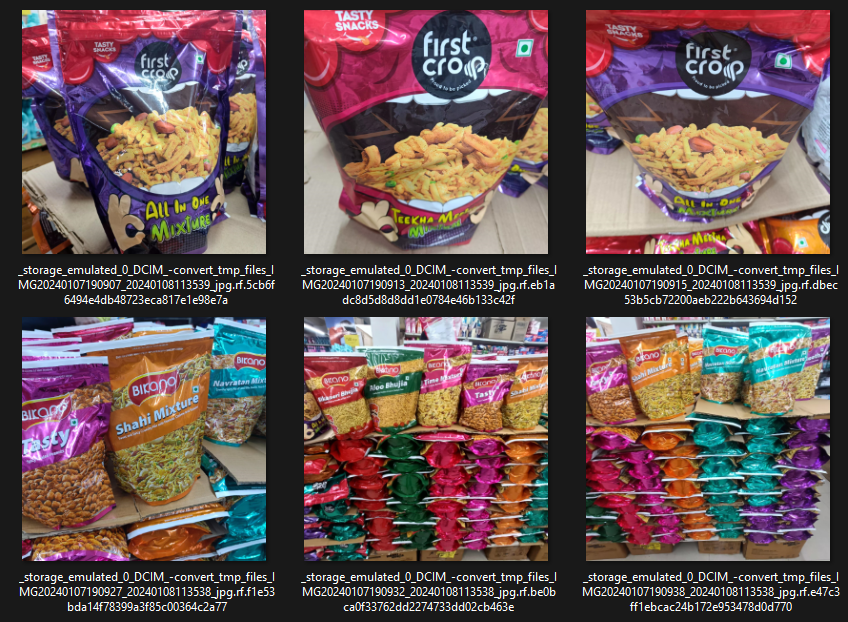 TASTY
SNACKS
first
crop
ALL IN ONE
MIXTURE
TASTY
SNACKS
first
crop
TEEKHA MEETHA
TASTY
SNACKS
first
crop
ALL IN ONE
MIXTURE
_storage_emulated_0_DCIM_-convert_tmp_files_I
MG20240107190907_20240108113539_jpg.rf.5cb6f
6494e4db48723eca817e1e98e7a
_storage_emulated_0_DCIM_-convert_tmp_files_I
MG20240107190913_20240108113539_jpg.rf.eb1a
dc8d5d8d8dd1e0784e46b133c42f
_storage_emulated_0_DCIM_-convert_tmp_files_I
MG20240107190915_20240108113539_jpg.rf.dbec
53b5cb72200aeb222b643694d152
BIKANO
Tasty
BIKANO
Shahi Mixture
Navratan Mixture
BIKANO
Bikaneri Bhujia
BIKANO
Aloo Bhujia
BIKANO
Tasty
Shahi Mixture
BIKANO
BIKANO
Navratan Mixture
_storage_emulated_0_DCIM_-convert_tmp_files_I
MG20240107190927_20240108113538_jpg.rf.f1e53
bda14f78399a3f85c00364c2a77
_storage_emulated_0_DCIM_-convert_tmp_files_I
MG20240107190932_20240108113538_jpg.rf.be0b
ca0f33762dd2274733dd02cb463e
_storage_emulated_0_DCIM_-convert_tmp_files_I
MG20240107190938_20240108113538_jpg.rf.e47c3
ff1ebcac24b172e953478d0d770